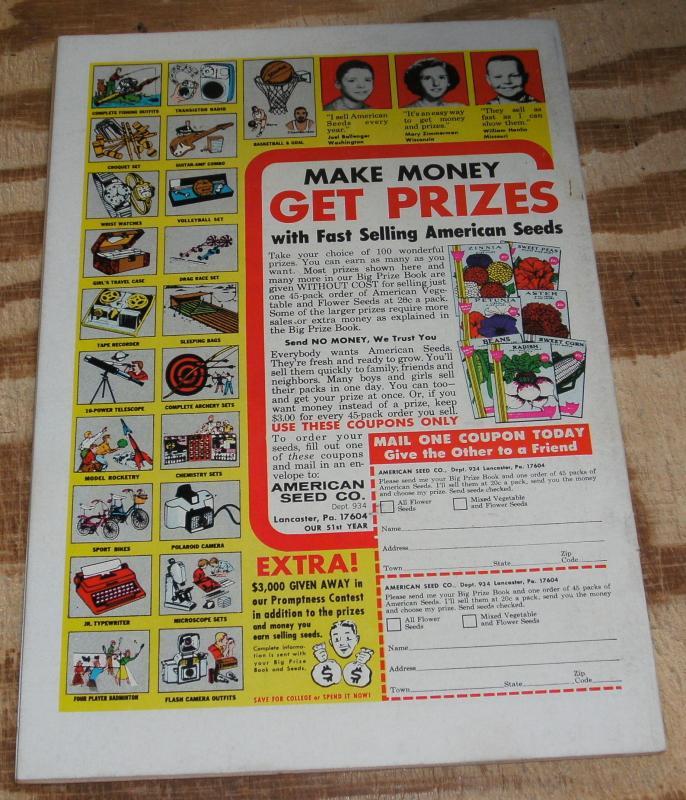 COMPLETE FISHING OUTFITS
TRANSISTOR RADIO
CROQUET SET
GUITAR-AMP COMBO
WRIST WATCHES
VOLLEYBALL SET
GIRL'S TRAVEL CASE
DRAG RACE SET
TAPE RECORDER
SLEEPING BAGS
10-POWER TELESCOPE
COMPLETE ARCHERY SETS
MODEL ROCKETRY
CHEMISTRY SETS
SPORT BIKES
POLAROID CAMERA
JR. TYPEWRITER
MICROSCOPE SETS
FOUR PLAYER BADMINTON
FLASH CAMERA OUTFITS
BASKETBALL & GOAL
"I sell American
Seeds every
year."
Joel Ballenger
Washington
"It's an easy way
to get money
and prizes."
Mary Zimmerman
Wisconsin
"They sell as
fast as I can
show them."
William Henlin
Missouri
MAKE MONEY
GET PRIZES
with Fast Selling American Seeds
Take your choice of 100 wonderful
prizes. You can earn as many as you
want. Most prizes shown here and
many more in our Big Prize Book are
given WITHOUT COST for selling just
one 45-pack order of American Vege-
table and Flower Seeds at 20c a pack.
Some of the larger prizes require more
sales or extra money as explained in
the Big Prize Book.
Send NO MONEY, We Trust You
Everybody wants American Seeds.
They're fresh and ready to grow. You'll
sell them quickly to family, friends and
neighbors. Many boys and girls sell
their packs in one day. You can too—
and get your prize at once. Or, if you
want money instead of a prize, keep
$3.00 for every 45-pack order you sell.
USE THESE COUPONS ONLY
To order your
seeds, fill out one
of these coupons
and mail in an en-
velope to:
AMERICAN
SEED CO.
Dept. 934
Lancaster, Pa. 17604
OUR 51st YEAR
ZINNIA
SWEET PEAS
PETUNIA
ASTER
BEANS
RADISH
SWEET CORN
MAIL ONE COUPON TODAY
Give the Other to a Friend
AMERICAN SEED CO., Dept. 934 Lancaster, Pa. 17604
Please send me your Big Prize Book and one order of 45 packs of
American Seeds. I'll sell them at 20c a pack, send you the money
and choose my prize. Send seeds checked.
All Flower
Seeds
Mixed Vegetable
and Flower Seeds
Name
Address
Town State Zip Code
AMERICAN SEED CO., Dept. 934 Lancaster, Pa. 17604
Please send me your Big Prize Book and one order of 45 packs of
American Seeds. I'll sell them at 20c a pack, send you the money
and choose my prize. Send seeds checked.
All Flower
Seeds
Mixed Vegetable
and Flower Seeds
Name
Address
Town State Zip Code
EXTRA!
$3,000 GIVEN AWAY in
our Promptness Contest
in addition to the prizes
and money you
earn selling seeds.
Complete informa-
tion is sent with
your Big Prize
Book and Seeds.
$ $
SAVE FOR COLLEGE or SPEND IT NOW!